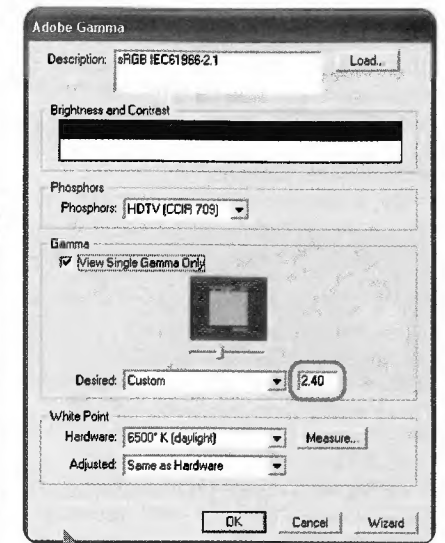 Adobe Gamma
Description: sRGB IEC61966-2.1 Load...
Brightness and Contrast
Phosphors
Phosphors: HDTV (CCIR 709)
Gamma
View Single Gamma Only
Desired: Custom 2.40
White Point
Hardware: 6500° K (daylight) Measure...
Adjusted: Same as Hardware
OK Cancel Wizard